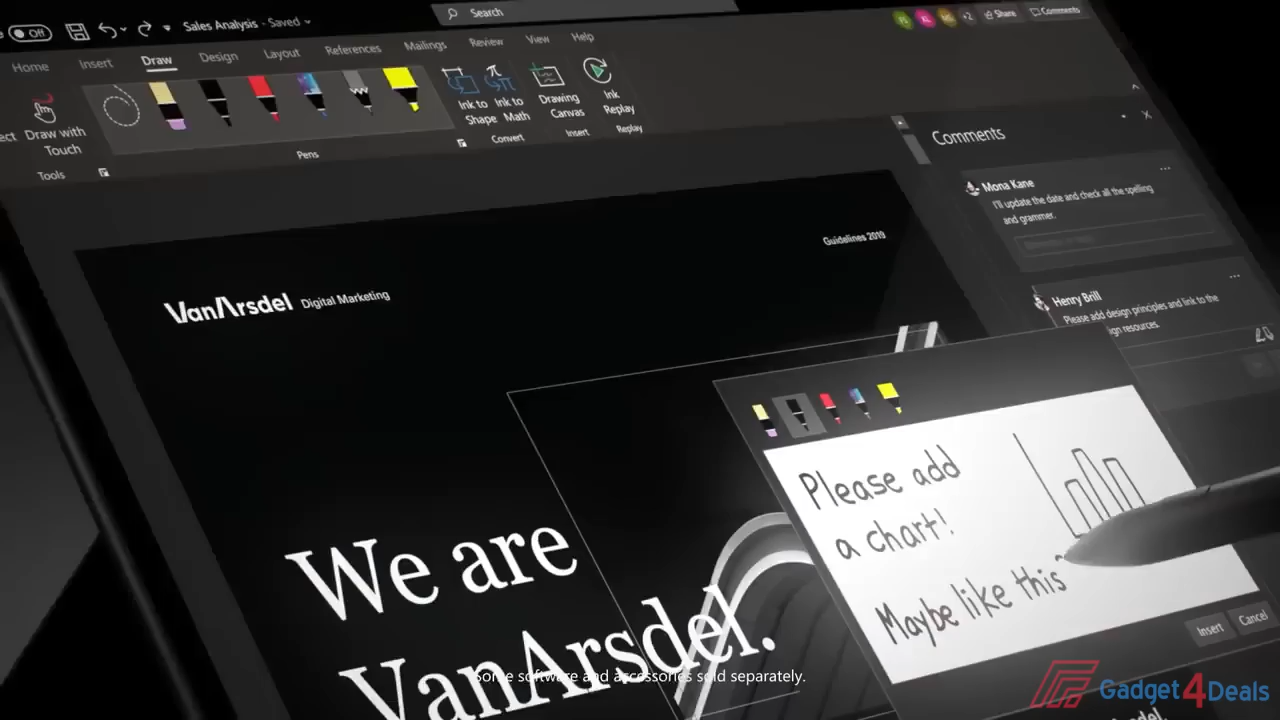 Off
Sales Analysis - Saved
Search
+2
Share
Comments
Home
Insert
Draw
Design
Layout
References
Mailings
Review
View
Help
Draw with
Touch
Tools
Pens
Ink to
Shape
Ink to
Math
Convert
Drawing
Canvas
Insert
Ink
Replay
Replay
Comments
Mona Kane
I'll update the date and check all the spelling
and grammer.
Henry Brill
Please add design principles and link to the
resources.
VanArsdel Digital Marketing
Guidelines 2019
We are
VanArsdel.
Please add
a chart!
Maybe like this
Insert
Cancel
Some software and accessories sold separately.
Gadget4Deals